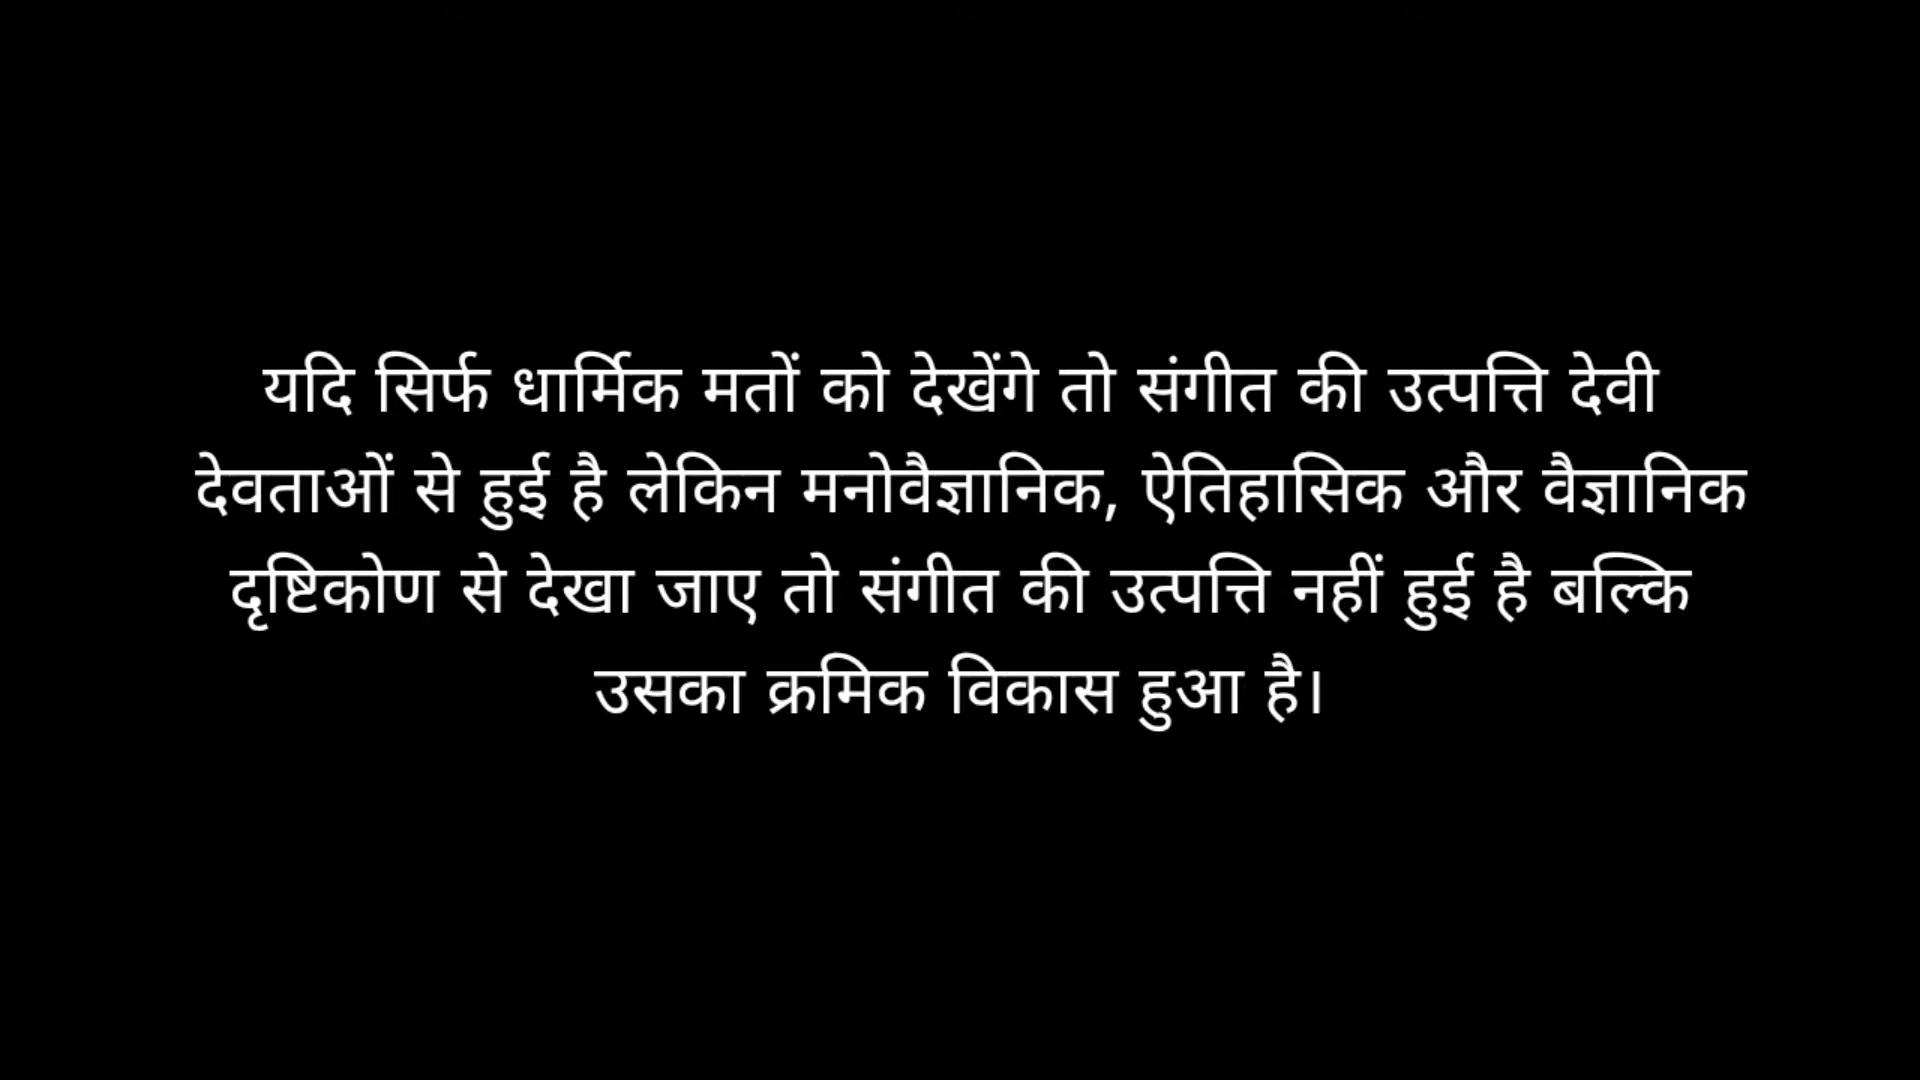 यदि सिर्फ धार्मिक मतों को देखेंगे तो संगीत की उत्पत्ति देवी
देवताओं से हुई है लेकिन मनोवैज्ञानिक, ऐतिहासिक और वैज्ञानिक
दृष्टिकोण से देखा जाए तो संगीत की उत्पत्ति नहीं हुई है बल्कि
उसका क्रमिक विकास हुआ है।